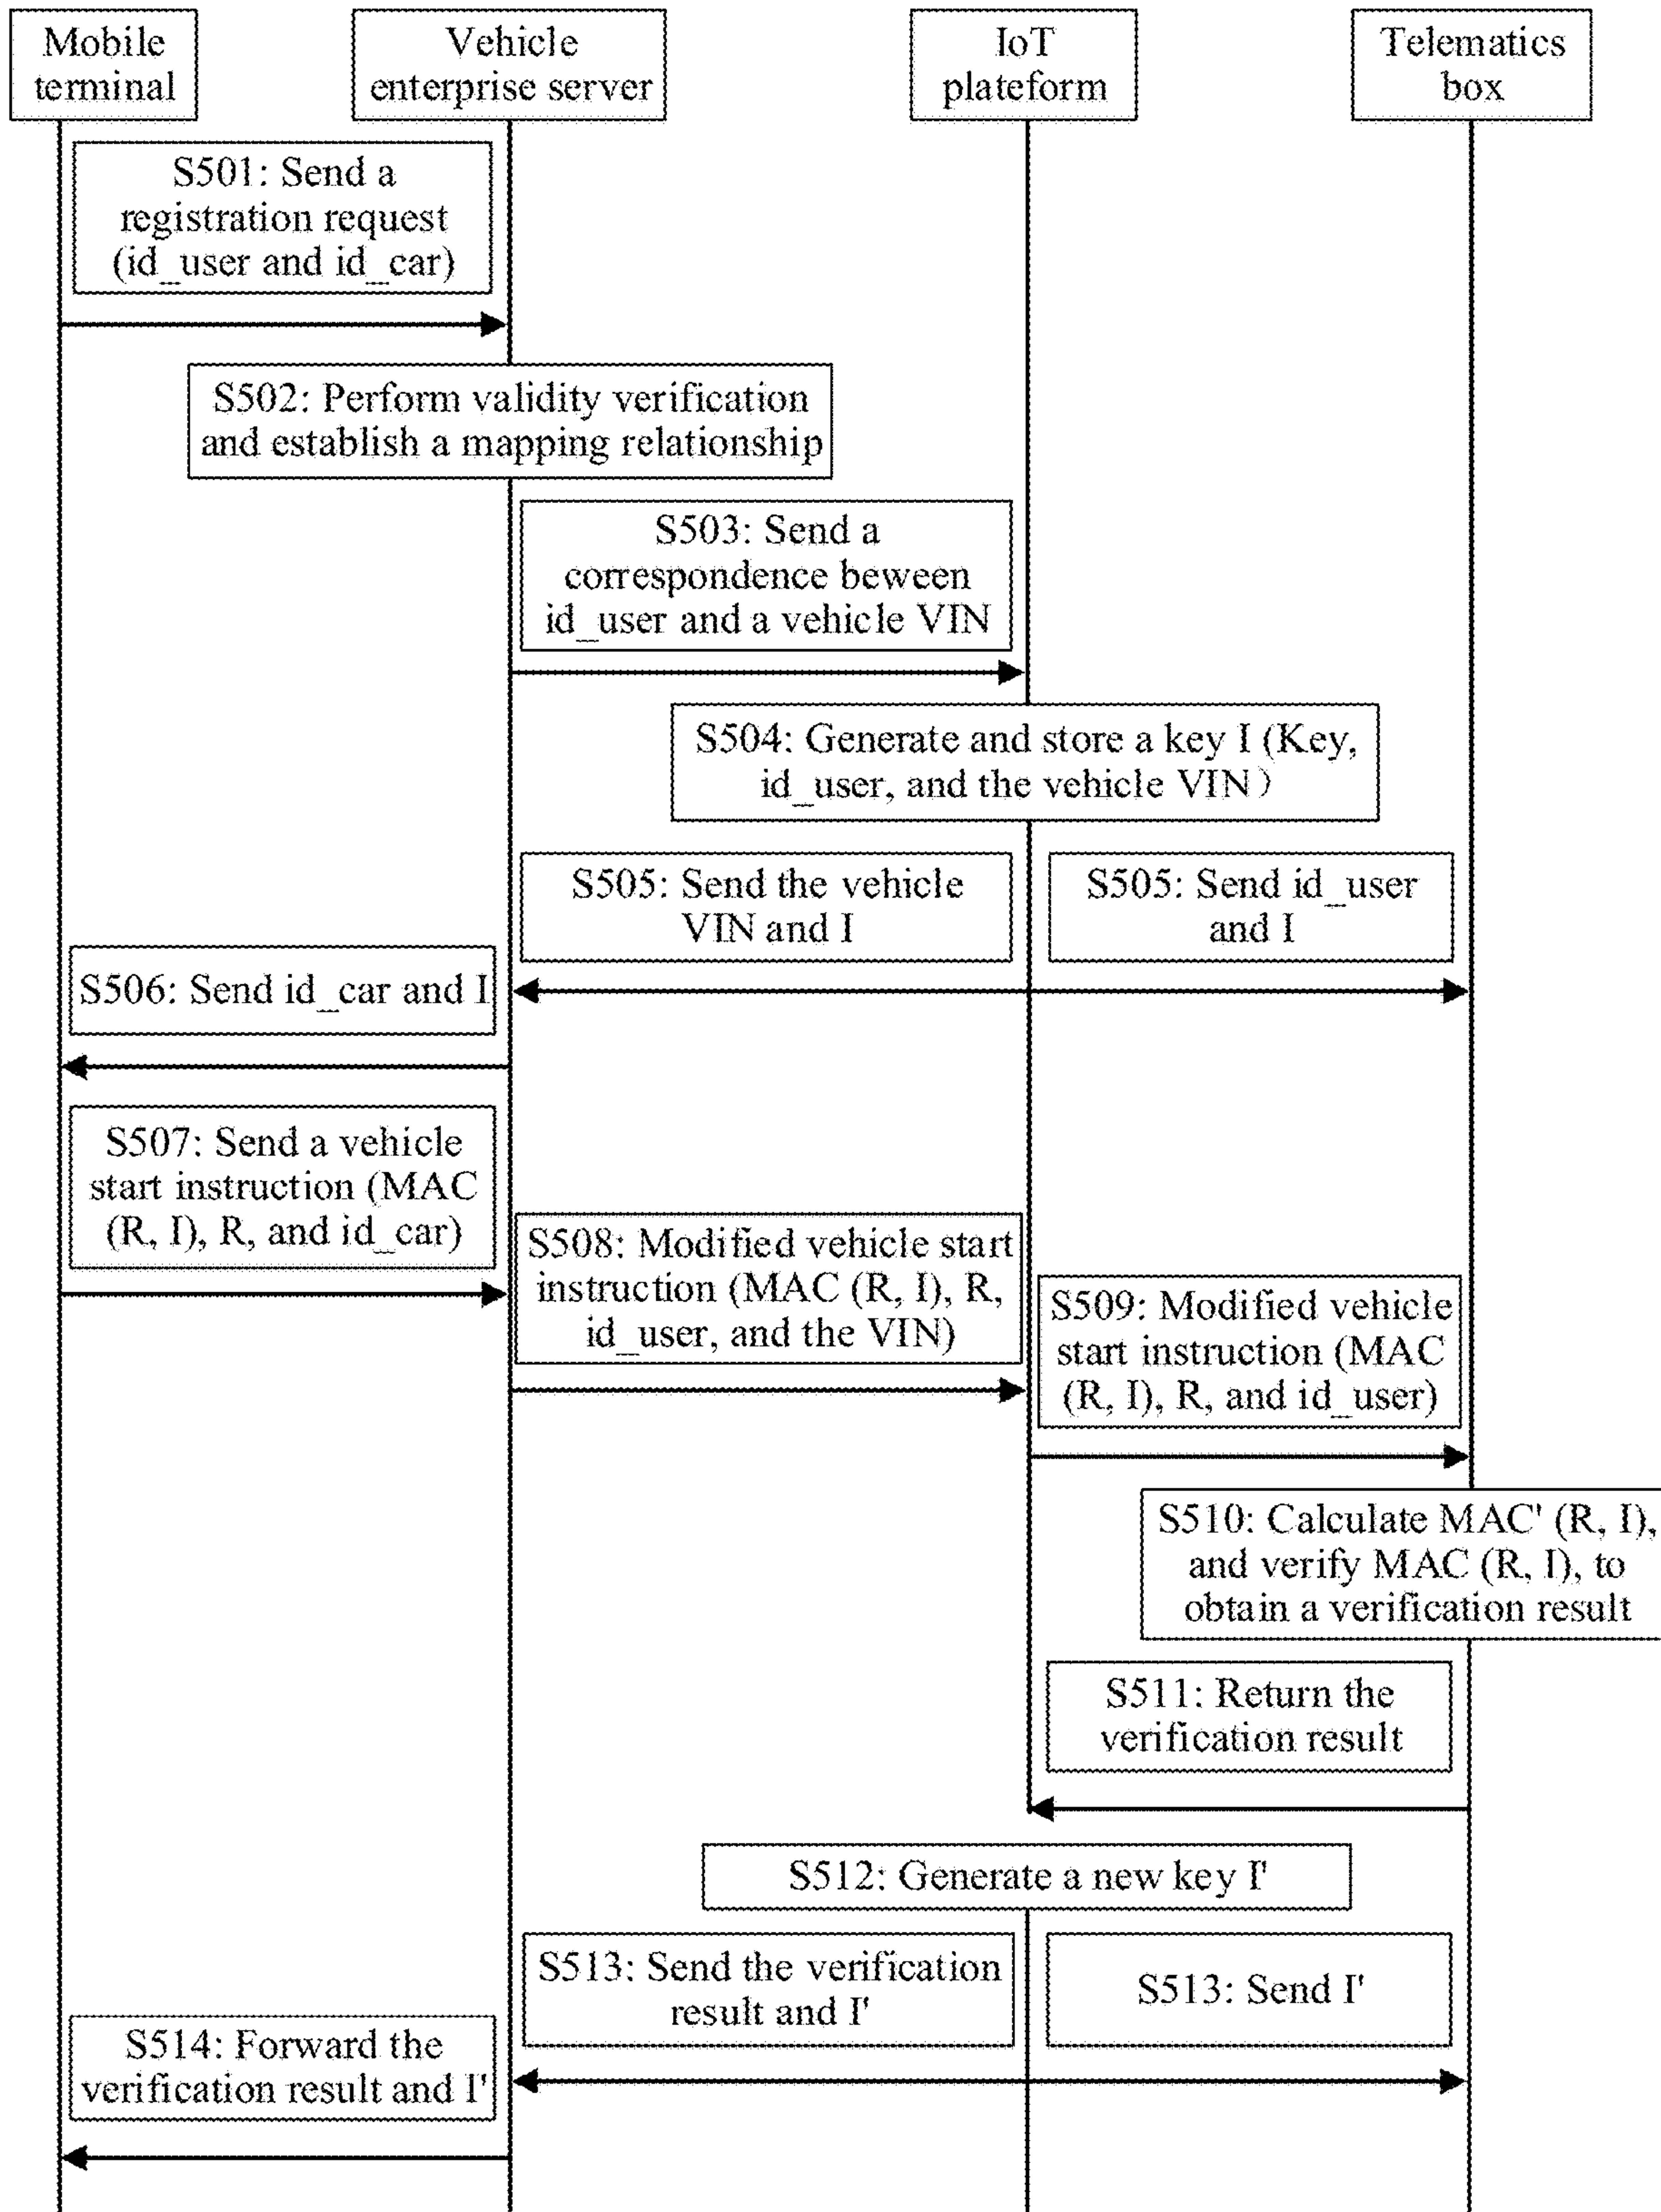 Mobile
terminal
Vehicle
enterprise server
IoT
plateform
Telematics
box
S501: Send a
registration request
(id_user and id_car)
S502: Perform validity verification
and establish a mapping relationship
S503: Send a
correspondence beween
id_user and a vehicle VIN
S504: Generate and store a key I (Key,
id_user, and the vehicle VIN)
S505: Send the vehicle
VIN and I
S505: Send id_user
and I
S506: Send id_car and I
S507: Send a vehicle
start instruction (MAC
(R, I), R, and id_car)
S508: Modified vehicle start
instruction (MAC (R, I), R,
id_user, and the VIN)
S509: Modified vehicle
start instruction (MAC
(R, I), R, and id_user)
S510: Calculate MAC' (R, I),
and verify MAC (R, I), to
obtain a verification result
S511: Return the
verification result
S512: Generate a new key I'
S513: Send the verification
result and I'
S513: Send I'
S514: Forward the
verification result and I'